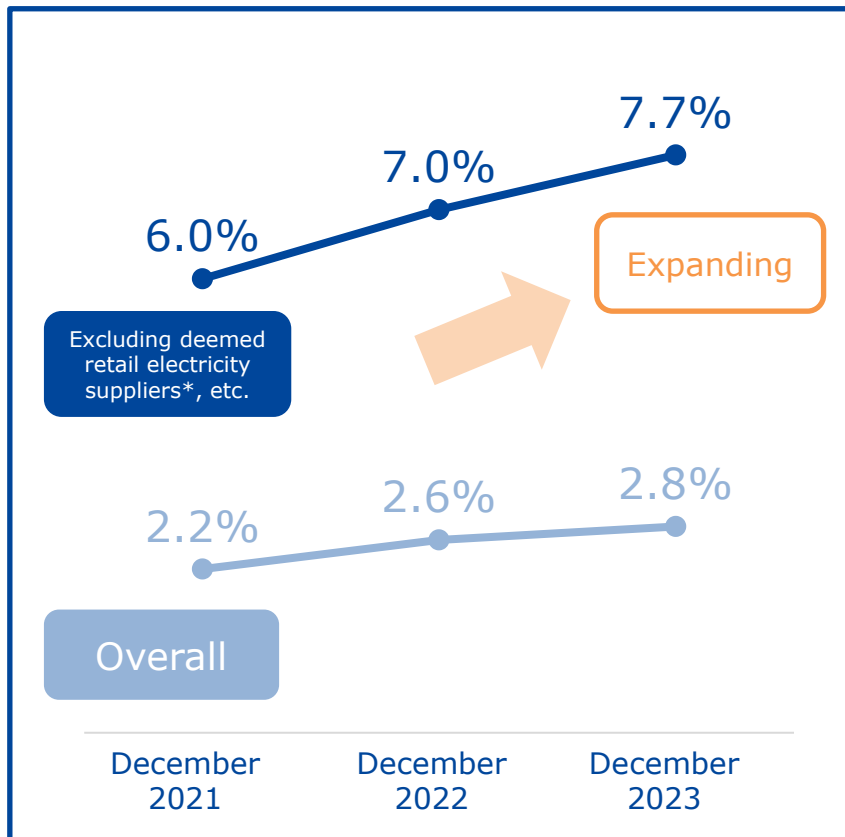 7.7%
7.0%
6.0%
Expanding
Excluding deemed
retail electricity
suppliers*, etc.
2.8%
2.6%
2.2%
Overall
December
2021
December
2022
December
2023